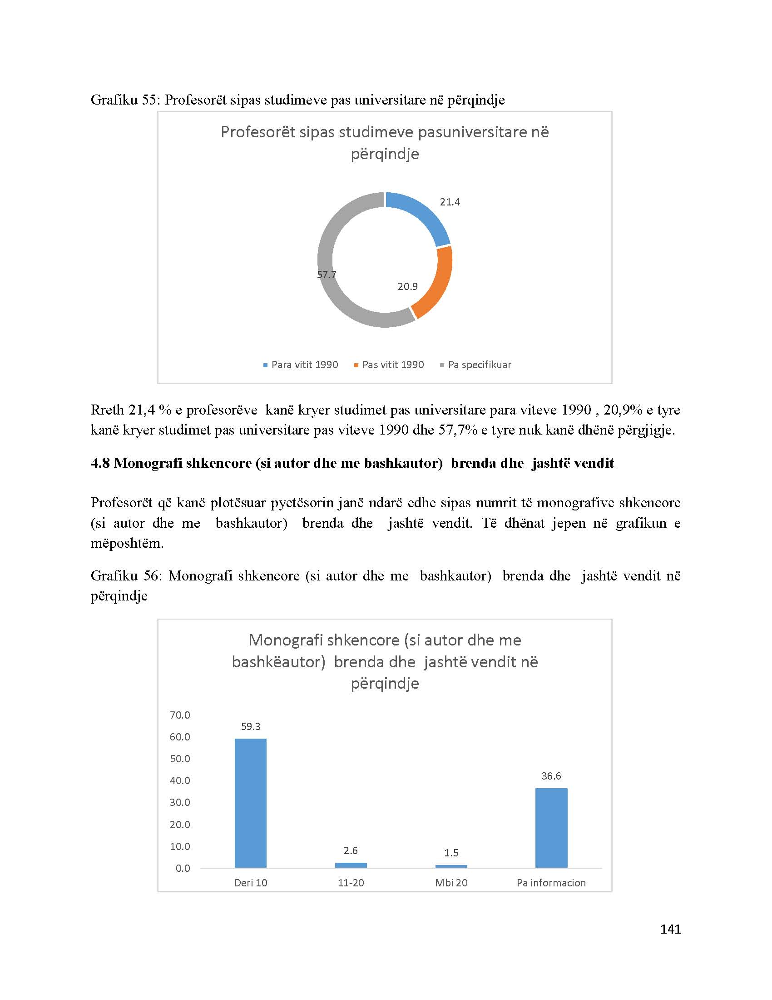 Grafiku 55: Profesorët sipas studimeve pas universitare në përqindje
Profesorët sipas studimeve pasuniversitare në
përqindje
21.4
57.7
20.9
Para vitit 1990 Pas vitit 1990 Pa specifikuar
Rreth 21,4 % e profesorëve kanë kryer studimet pas universitare para viteve 1990 , 20,9% e tyre
kanë kryer studimet pas universitare pas viteve 1990 dhe 57,7% e tyre nuk kanë dhënë përgjigje.
4.8 Monografi shkencore (si autor dhe me bashkautor) brenda dhe jashtë vendit
Profesorët që kanë plotësuar pyetësorin janë ndarë edhe sipas numrit të monografive shkencore
(si autor dhe me bashkautor) brenda dhe jashtë vendit. Të dhënat jepen në grafikun e
mëposhtëm.
Grafiku 56: Monografi shkencore (si autor dhe me bashkautor) brenda dhe jashtë vendit në
përqindje
Monografi shkencore (si autor dhe me
bashkëautor) brenda dhe jashtë vendit në
përqindje
70.0
59.3
60.0
50.0
40.0
36.6
30.0
20.0
10.0
2.6
1.5
0.0
Deri 10 11-20 Mbi 20 Pa informacion
141